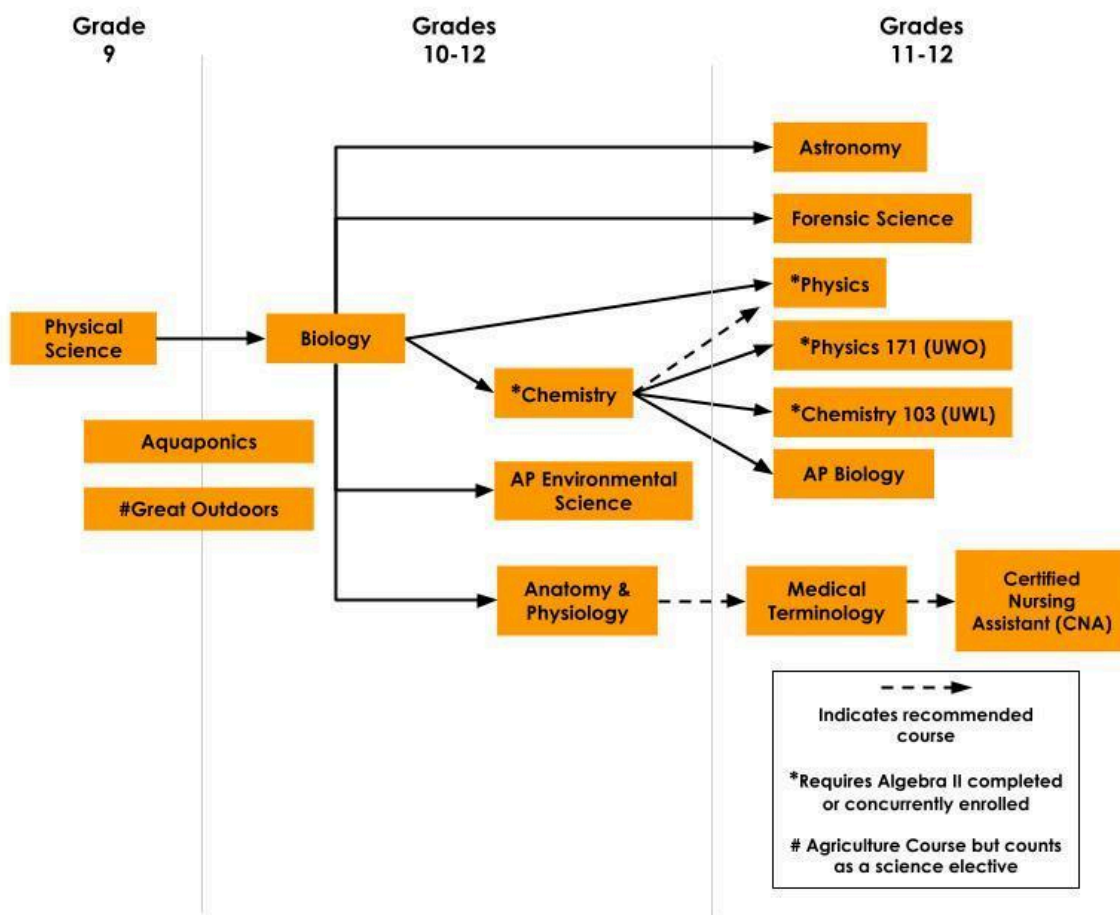 Grade
9
Grades
10-12
Grades
11-12
Astronomy
Forensic Science
*Physics
Physical
Science
Biology
*Physics 171 (UWO)
*Chemistry
*Chemistry 103 (UWL)
Aquaponics
AP Biology
#Great Outdoors
AP Environmental
Science
Anatomy &
Physiology
Medical
Terminology
Certified
Nursing
Assistant (CNA)
Indicates recommended
course
*Requires Algebra II completed
or concurrently enrolled
# Agriculture Course but counts
as a science elective